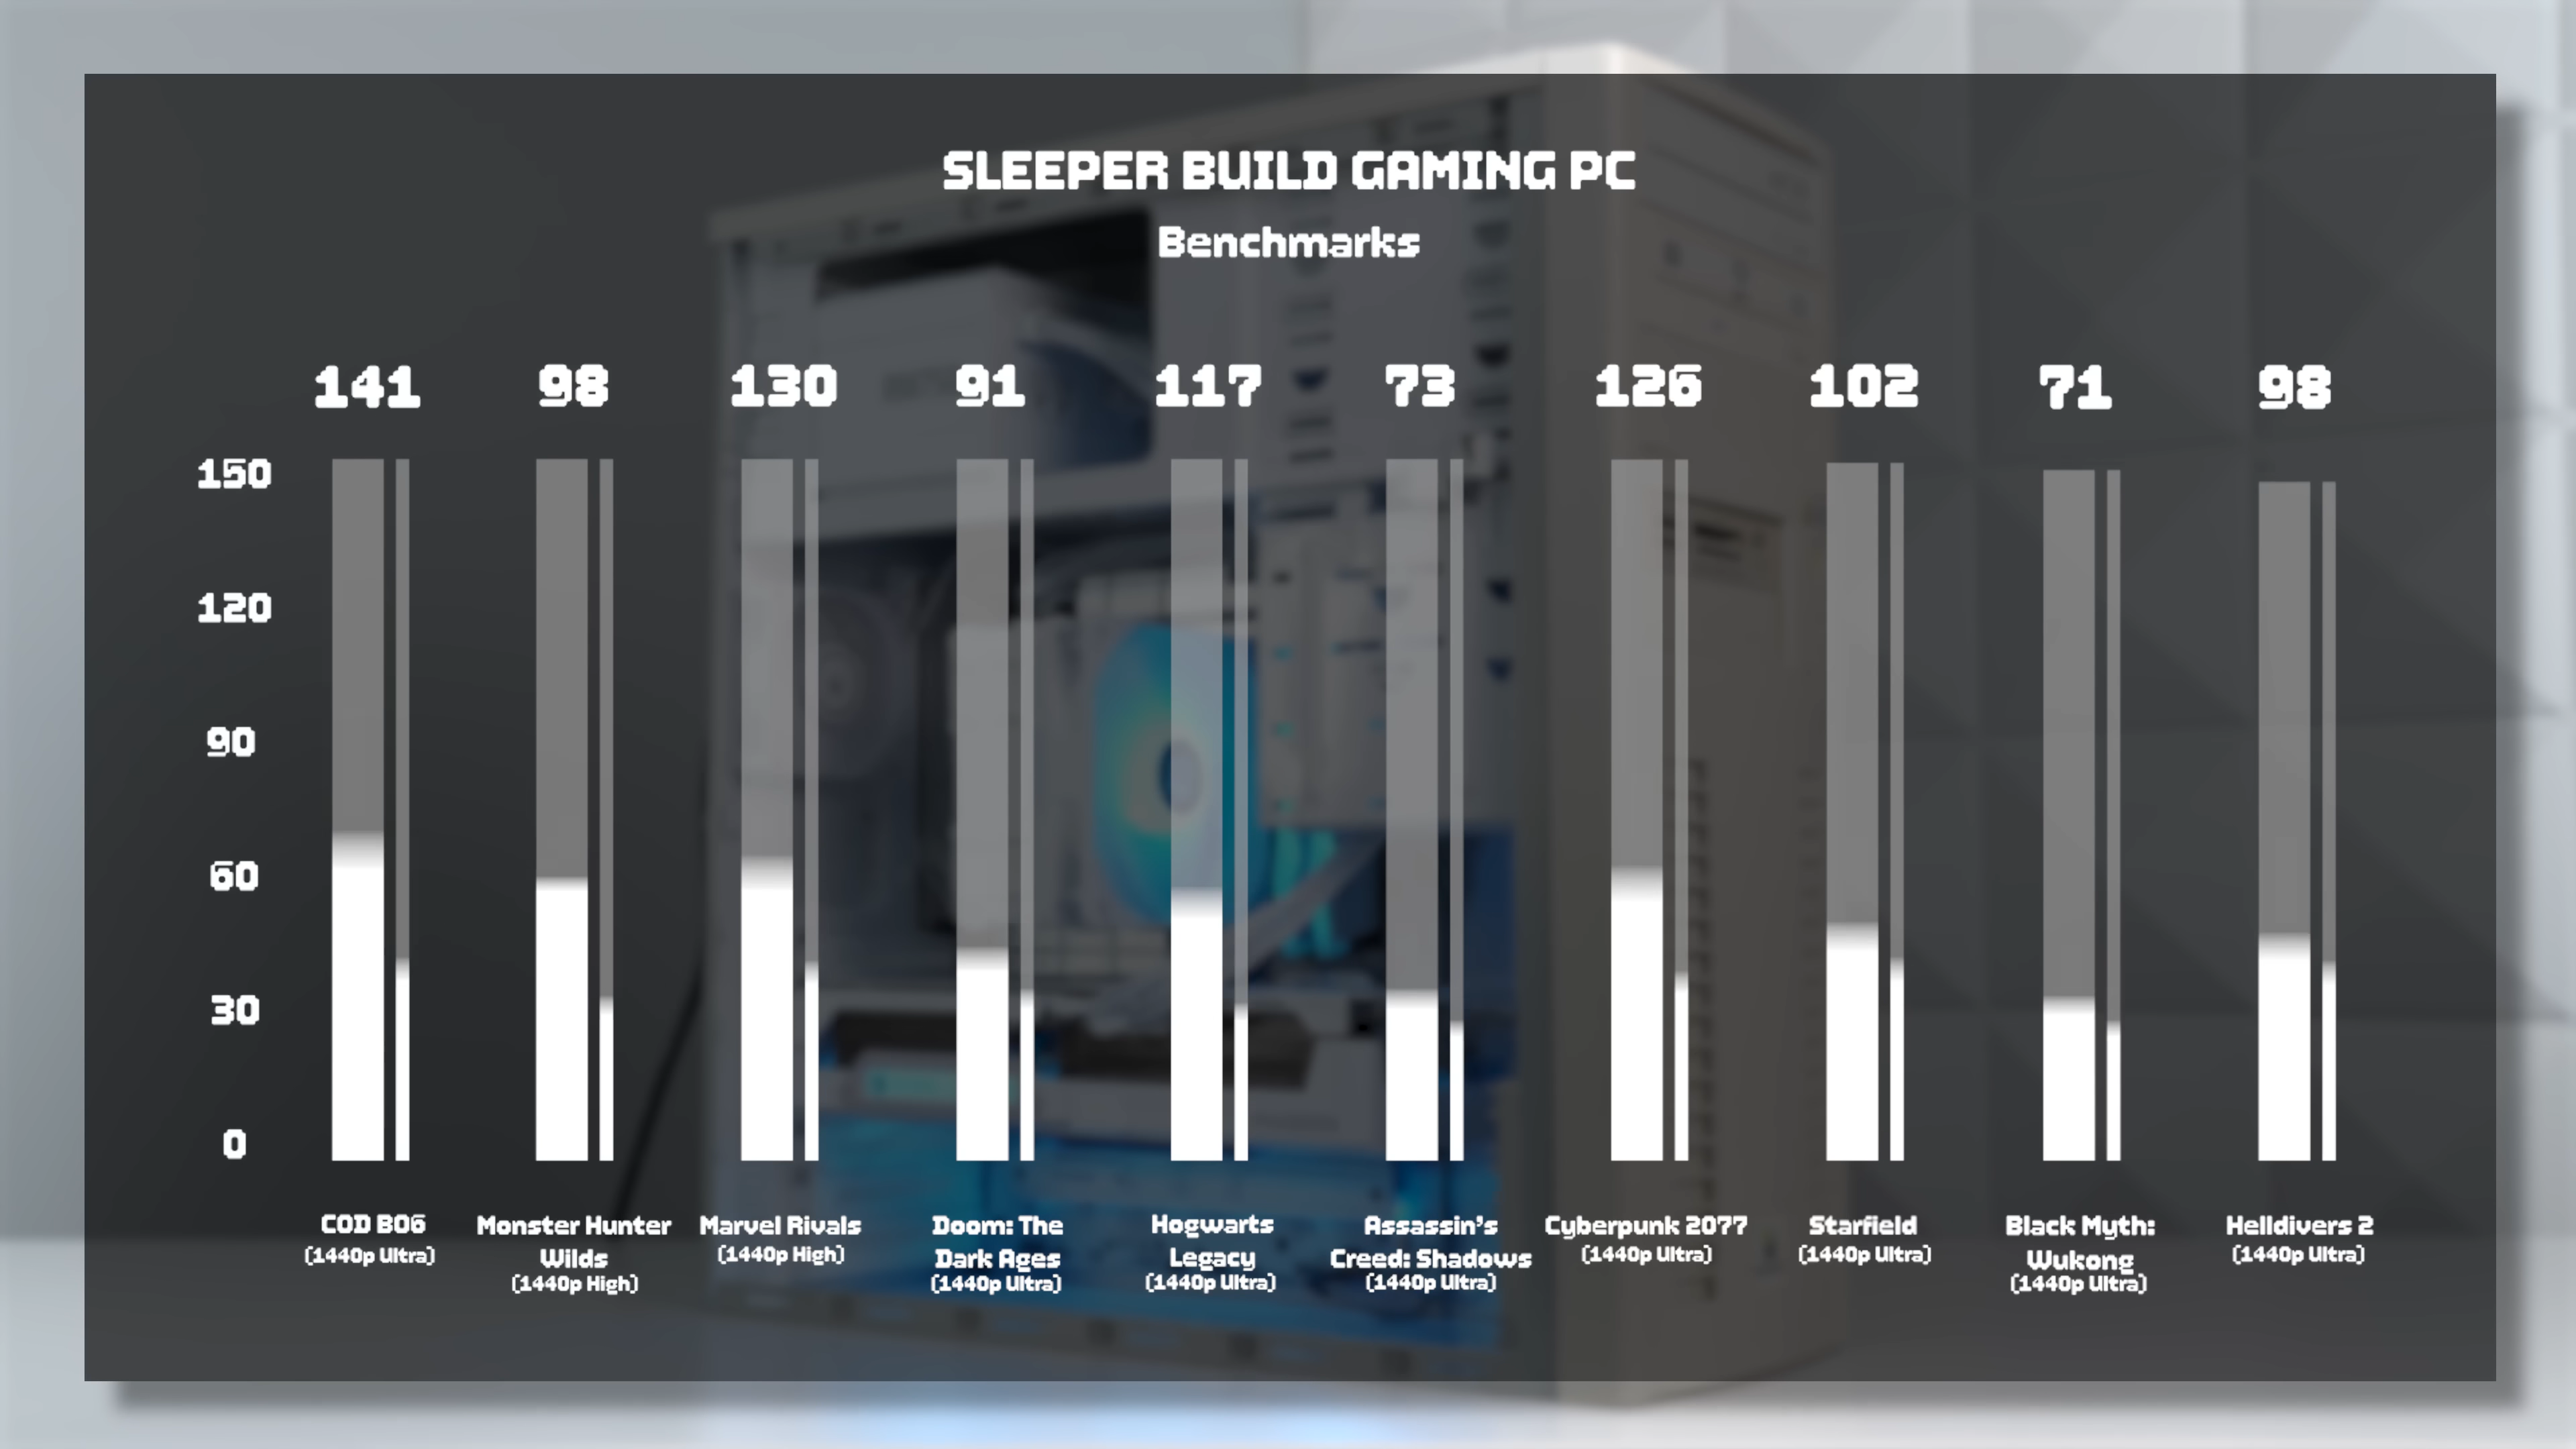 SLEEPER BUILD GAMING PC
Benchmarks
141 98 130 91 117 73 126 102 71 98
150
120
90
60
30
0
COD BO6
(1440p Ultra)
Monster Hunter
Wilds
(1440p High)
Marvel Rivals
(1440p High)
Doom: The
Dark Ages
(1440p Ultra)
Hogwarts
Legacy
(1440p Ultra)
Assassin's
Creed: Shadows
(1440p Ultra)
Cyberpunk 2077
(1440p Ultra)
Starfield
(1440p Ultra)
Black Myth:
Wukong
(1440p Ultra)
Helldivers 2
(1440p Ultra)